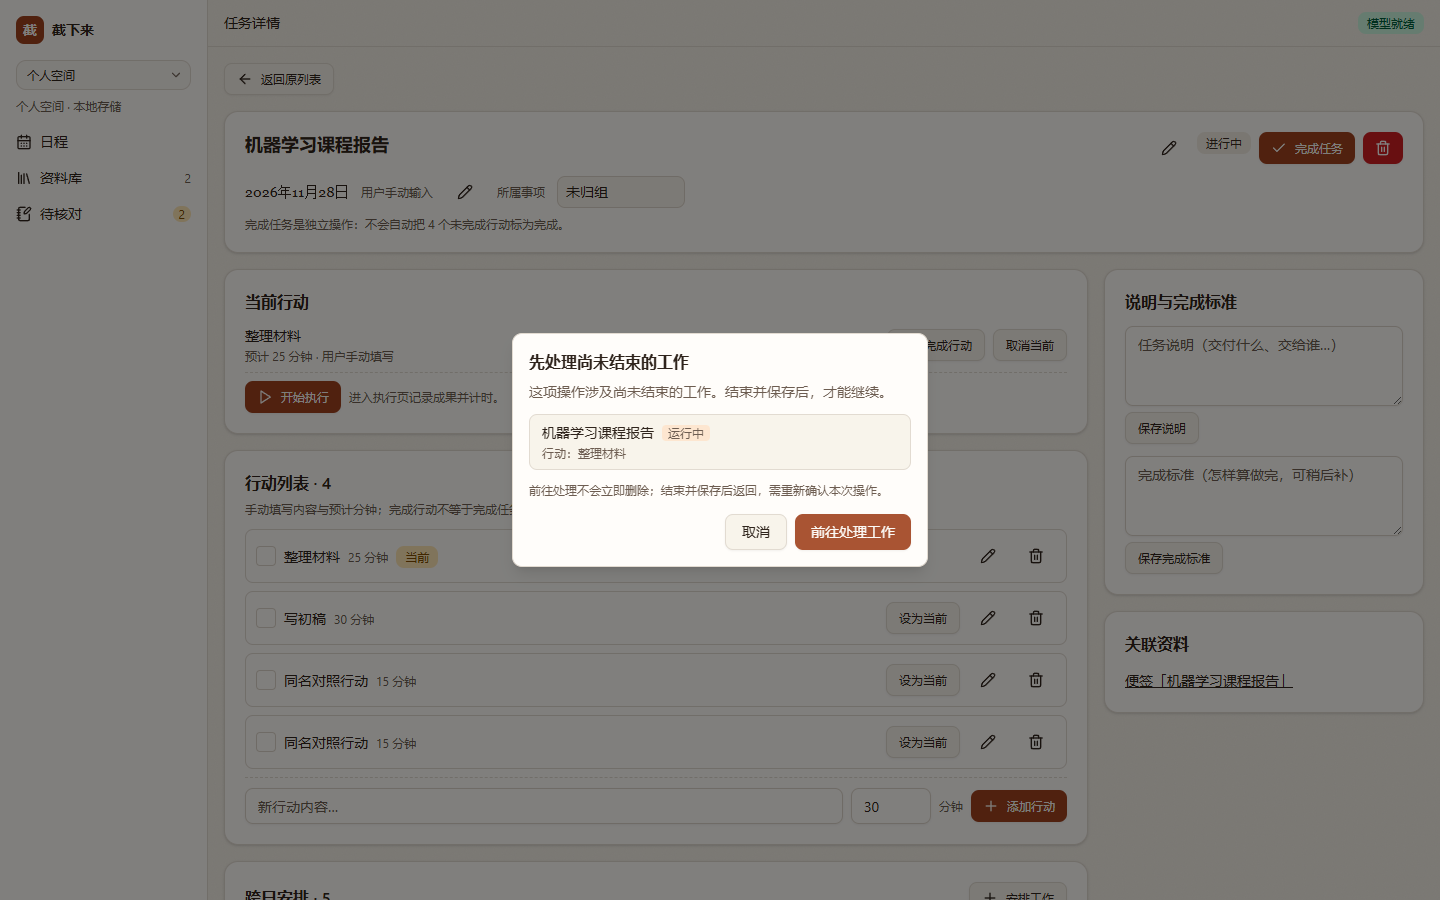 截 截下来
个人空间
个人空间 · 本地存储
日程
资料库 2
待核对 2
任务详情
模型就绪
返回原列表
机器学习课程报告
进行中
完成任务
2026年11月28日 用户手动输入 所属事项 未归组
完成任务是独立操作：不会自动把 4 个未完成行动标为完成。
当前行动
整理材料
预计 25 分钟 · 用户手动填写
完成行动
取消当前
开始执行 进入执行页记录成果并计时。
行动列表 · 4
手动填写内容与预计分钟；完成行动不等于完成任
整理材料 25 分钟 当前
写初稿 30 分钟 设为当前
同名对照行动 15 分钟 设为当前
同名对照行动 15 分钟 设为当前
新行动内容... 30 分钟 添加行动
跨日安排 · 5
安排工作
先处理尚未结束的工作
这项操作涉及尚未结束的工作。结束并保存后，才能继续。
机器学习课程报告 运行中
行动：整理材料
前往处理不会立即删除；结束并保存后返回，需重新确认本次操作。
取消
前往处理工作
说明与完成标准
任务说明（交付什么、交给谁...）
保存说明
完成标准（怎样算做完，可稍后补）
保存完成标准
关联资料
便签「机器学习课程报告」